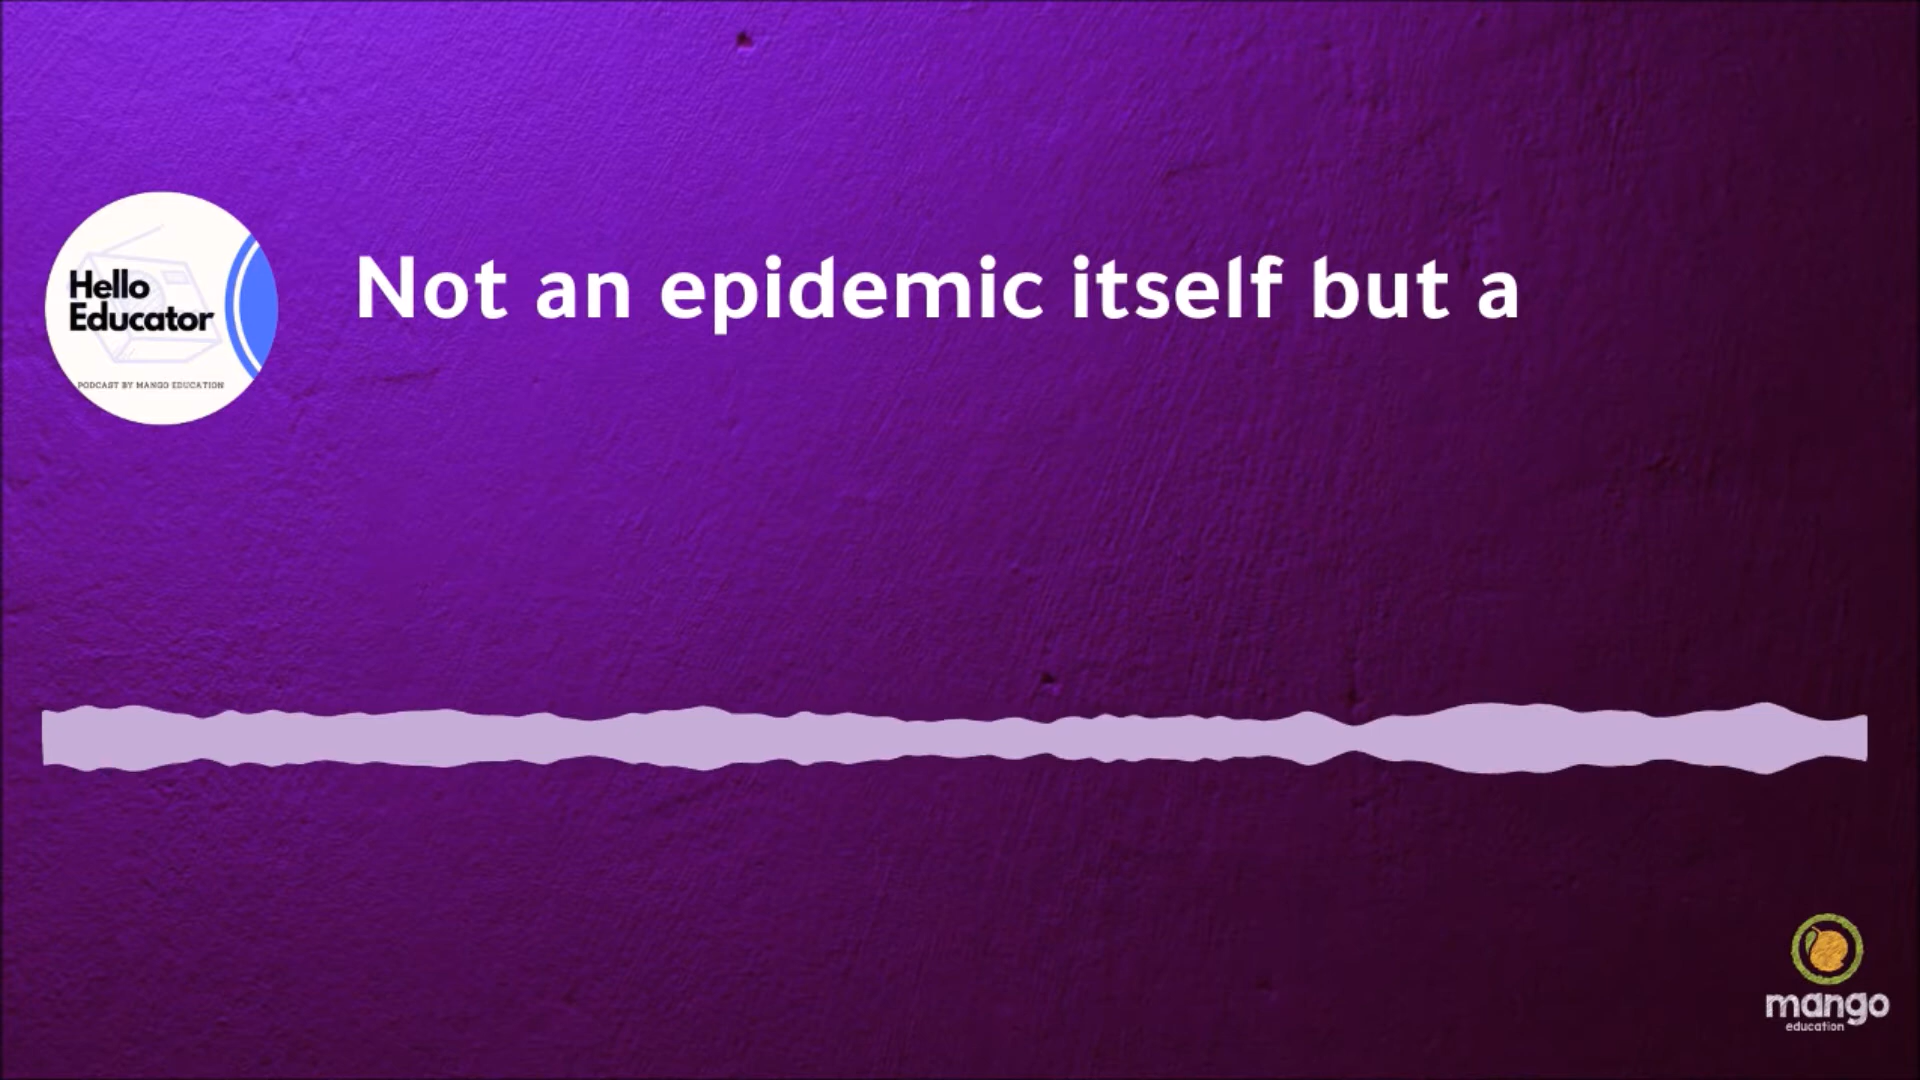 Hello
Educator
PODCAST BY MANGO EDUCATION
Not an epidemic itself but a
mango
education